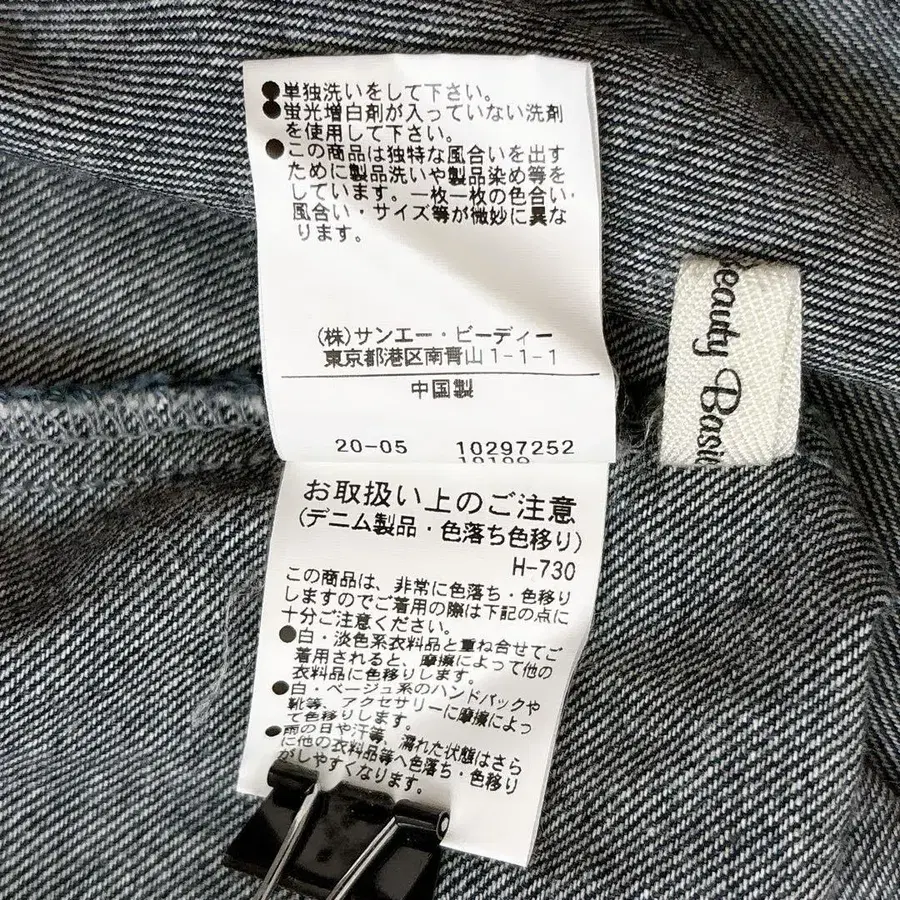 ●単独洗いをして下さい。
●蛍光増白剤が入っていない洗剤
を使用して下さい。
●この商品は独特な風合いを出す
ために製品洗いや製品染め等を
しています。一枚一枚の色合い・
風合い・サイズ等が微妙に異な
ります。
(株)サンエー・ビーディー
東京都港区南青山1-1-1
中国製
20-05 10297252
お取扱い上のご注意
(デニム製品・色落ち色移り)
H-730
この商品は、非常に色落ち・色移り
しますのでご着用の際は下記の点に
十分ご注意ください。
●白・淡色系衣料品と重ね合せてご
着用されると、摩擦によって他の
衣料品に色移りします。
●白・ベージュ系のハンドバックや
靴等、アクセサリーに摩擦によっ
て色移りします。
●雨の日や汗等、濡れた状態はさら
に他の衣料品等へ色落ち・色移り
がしやすくなります。
Beauty Basic